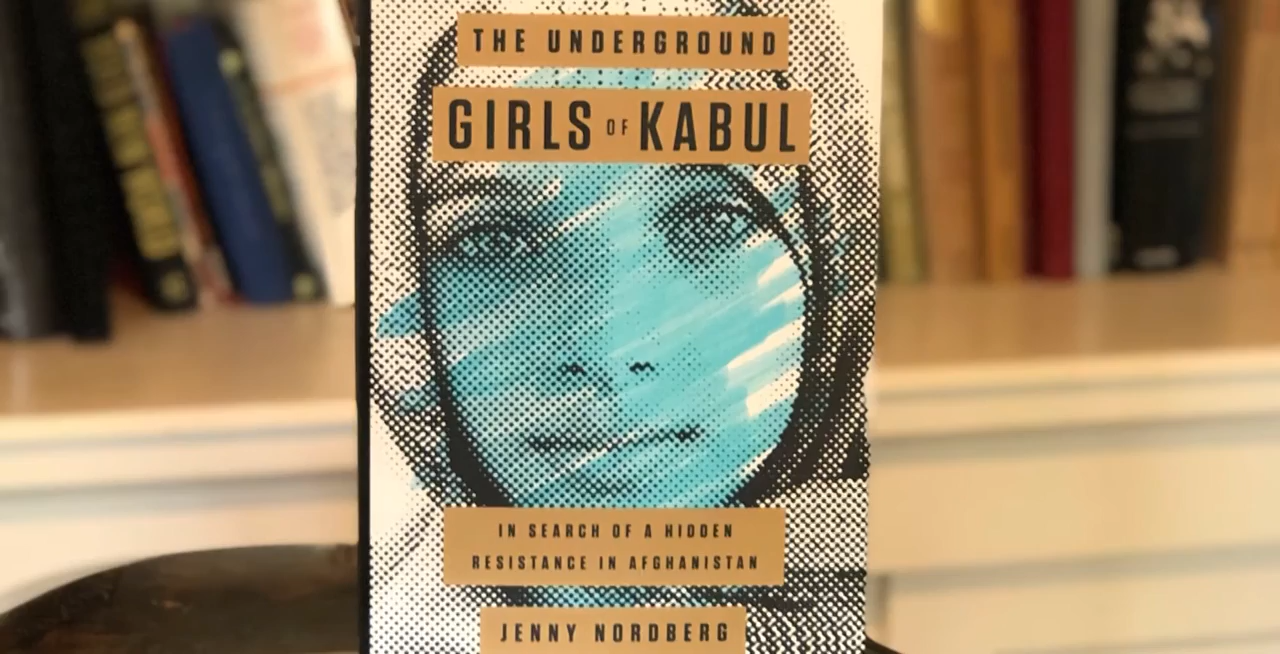 THE UNDERGROUND
GIRLS OF KABUL
IN SEARCH OF A HIDDEN
RESISTANCE IN AFGHANISTAN
JENNY NORDBERG